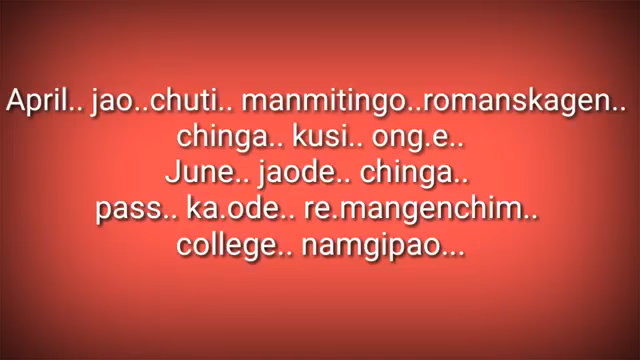 April.. jao..chuti.. manmitingo..romanskagen..
chinga.. kusi.. ong.e..
June.. jaode.. chinga..
pass.. ka.ode.. re.mangenchim..
college.. namgipao...